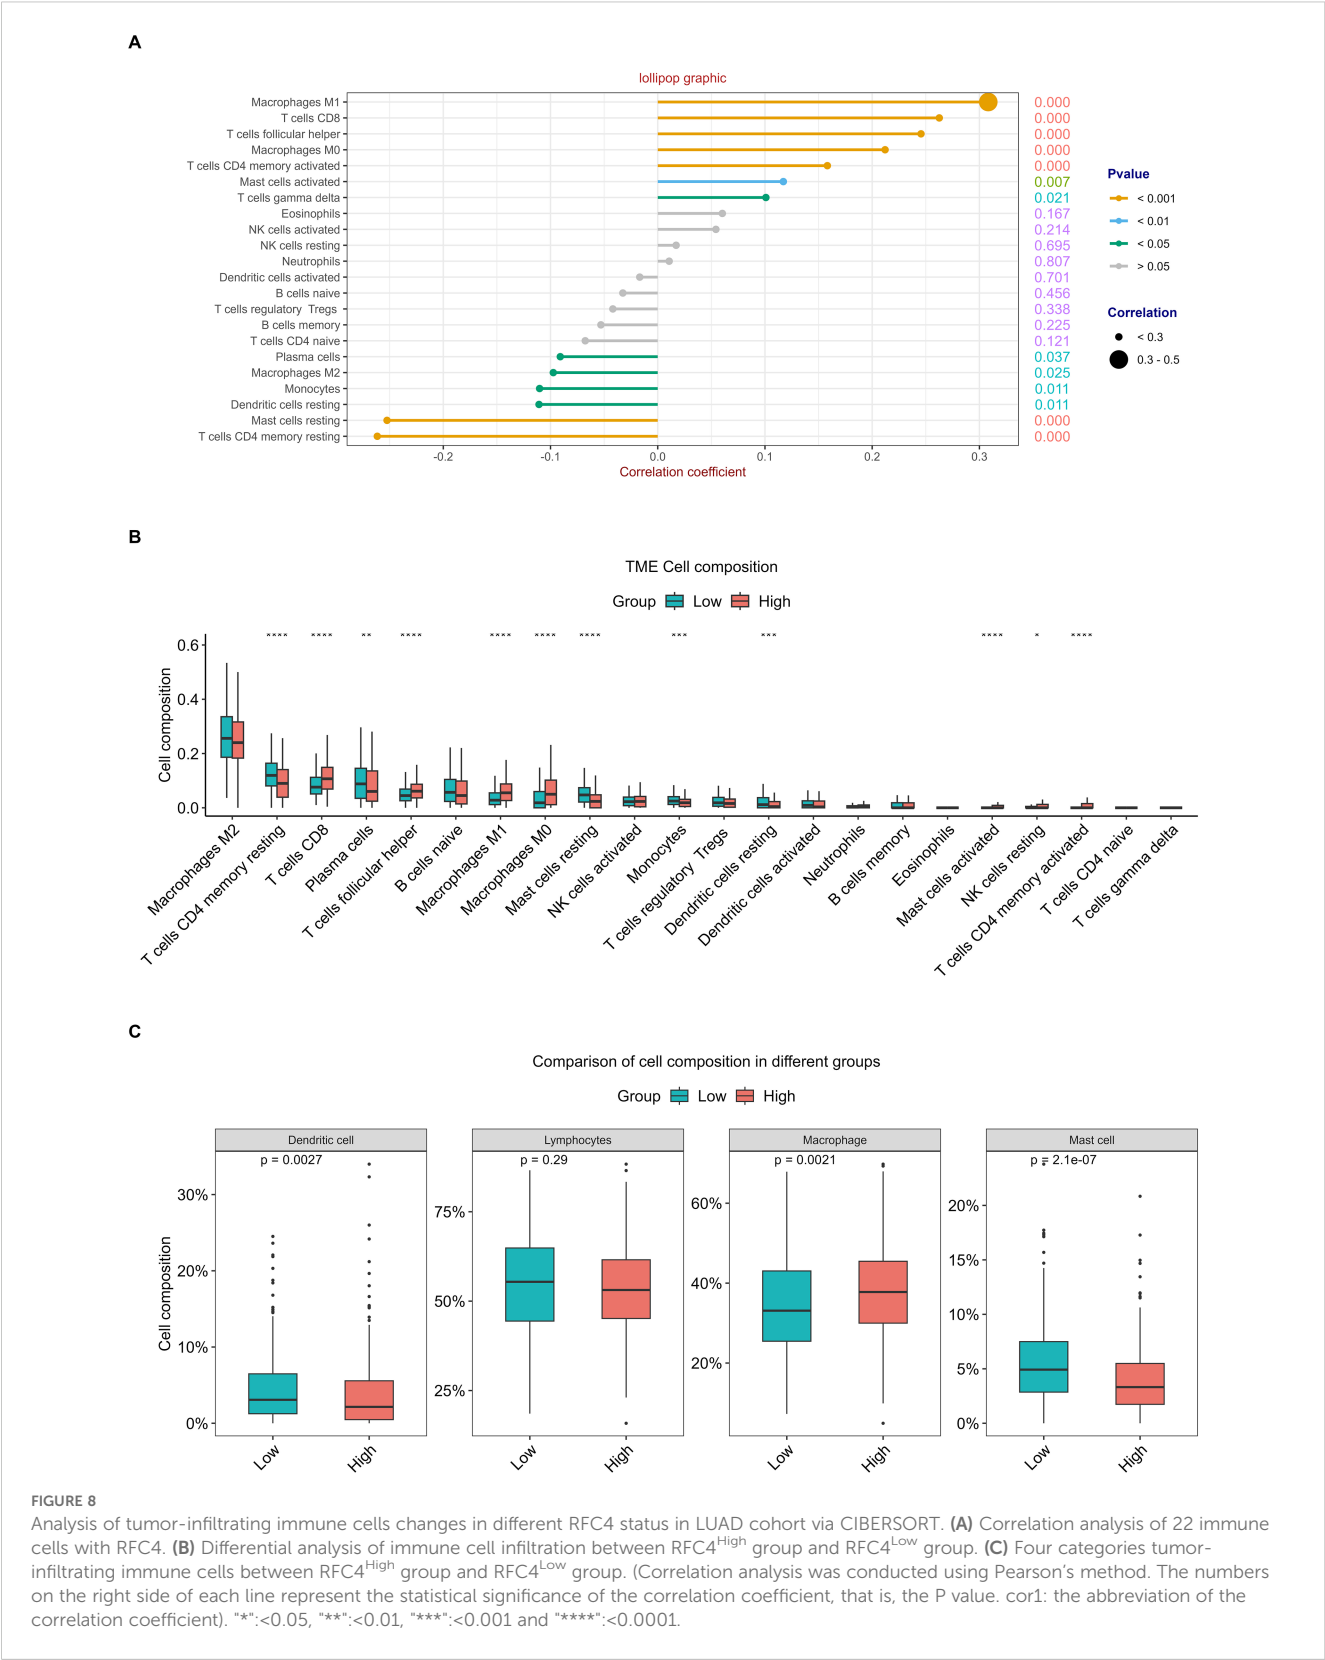 A
lollipop graphic
Macrophages M1 0.000
T cells CD8 0.000
T cells follicular helper 0.000
Macrophages M0 0.000
T cells CD4 memory activated 0.000
Mast cells activated 0.007
T cells gamma delta 0.021
Eosinophils 0.167
NK cells activated 0.214
NK cells resting 0.695
Neutrophils 0.807
Dendritic cells activated 0.701
B cells naive 0.456
T cells regulatory Tregs 0.338
B cells memory 0.225
T cells CD4 naive 0.121
Plasma cells 0.037
Macrophages M2 0.025
Monocytes 0.011
Dendritic cells resting 0.011
Mast cells resting 0.000
T cells CD4 memory resting 0.000
-0.2 -0.1 0.0 0.1 0.2 0.3
Correlation coefficient
Pvalue
< 0.001
< 0.01
< 0.05
> 0.05
Correlation
< 0.3
0.3 - 0.5
B
TME Cell composition
Group Low High
**** **** ** **** **** **** **** *** *** **** * ****
Cell composition
0.6
0.4
0.2
0.0
Macrophages M2
T cells CD4 memory resting
T cells CD8
Plasma cells
T cells follicular helper
B cells naive
Macrophages M1
Macrophages M0
Mast cells resting
NK cells activated
Monocytes
T cells regulatory Tregs
Dendritic cells resting
Dendritic cells activated
Neutrophils
B cells memory
Eosinophils
Mast cells activated
NK cells resting
T cells CD4 memory activated
T cells CD4 naive
T cells gamma delta
C
Comparison of cell composition in different groups
Group Low High
Cell composition
Dendritic cell
p = 0.0027
30%
20%
10%
0%
Low High
Lymphocytes
p = 0.29
75%
50%
25%
Low High
Macrophage
p = 0.0021
60%
40%
20%
Low High
Mast cell
p = 2.1e-07
20%
15%
10%
5%
0%
Low High
FIGURE 8
Analysis of tumor-infiltrating immune cells changes in different RFC4 status in LUAD cohort via CIBERSORT. (A) Correlation analysis of 22 immune
cells with RFC4. (B) Differential analysis of immune cell infiltration between RFC4High group and RFC4Low group. (C) Four categories tumor-
infiltrating immune cells between RFC4High group and RFC4Low group. (Correlation analysis was conducted using Pearson's method. The numbers
on the right side of each line represent the statistical significance of the correlation coefficient, that is, the P value. cor1: the abbreviation of the
correlation coefficient). "*":<0.05, "**":<0.01, "***":<0.001 and "****":<0.0001.